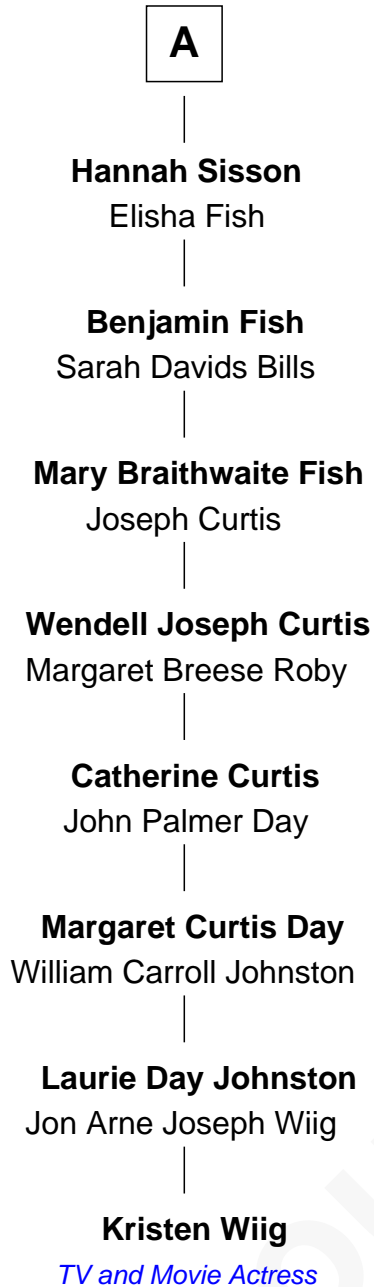 A
Hannah Sisson
Elisha Fish
Benjamin Fish
Sarah Davids Bills
Mary Braithwaite Fish
Joseph Curtis
Wendell Joseph Curtis
Margaret Breese Roby
Catherine Curtis
John Palmer Day
Margaret Curtis Day
William Carroll Johnston
Laurie Day Johnston
Jon Arne Joseph Wiig
Kristen Wiig
TV and Movie Actress